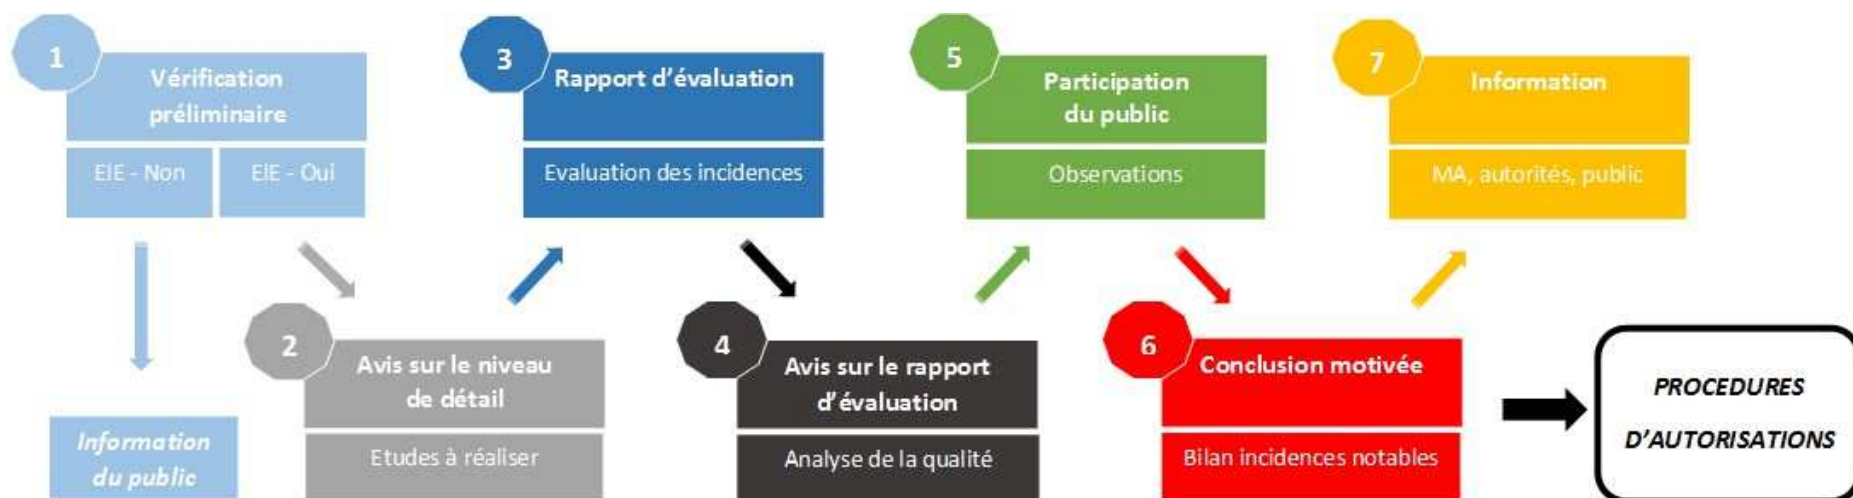 1
Vérification
préliminaire
EIE - Non
EIE - Oui
Information
du public
2
Avis sur le niveau
de détail
Etudes à réaliser
3
Rapport d'évaluation
Evaluation des incidences
4
Avis sur le rapport
d'évaluation
Analyse de la qualité
5
Participation
du public
Observations
6
Conclusion motivée
Bilan incidences notables
7
Information
MA, autorités, public
PROCEDURES
D'AUTORISATIONS